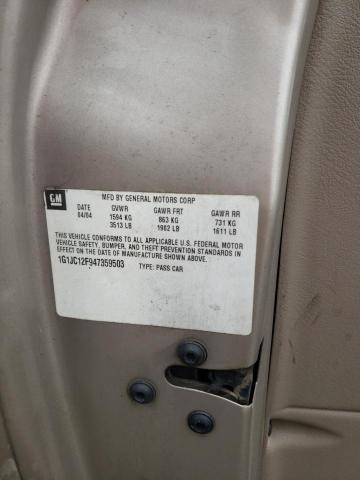 GM
MFD BY GENERAL MOTORS CORP
DATE GVWR GAWR FRT GAWR RR
04/04 1594 KG 863 KG 731 KG
3513 LB 1902 LB 1611 LB
THIS VEHICLE CONFORMS TO ALL APPLICABLE U.S. FEDERAL MOTOR
VEHICLE SAFETY, BUMPER, AND THEFT PREVENTION STANDARDS IN
EFFECT ON THE DATE OF MANUFACTURE SHOWN ABOVE.
1G1JC12F947359503
TYPE: PASS CAR